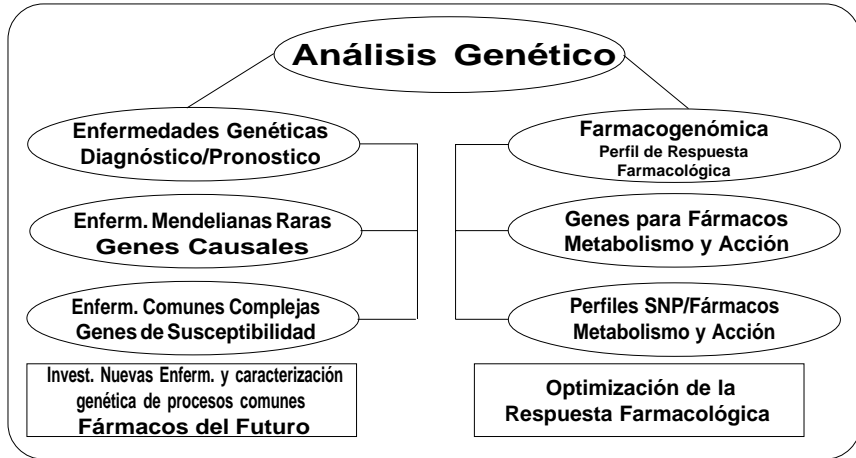 Análisis Genético
Enfermedades Genéticas
Diagnóstico/Pronostico
Enferm. Mendelianas Raras
Genes Causales
Enferm. Comunes Complejas
Genes de Susceptibilidad
Invest. Nuevas Enferm. y caracterización
genética de procesos comunes
Fármacos del Futuro
Farmacogenómica
Perfil de Respuesta
Farmacológica
Genes para Fármacos
Metabolismo y Acción
Perfiles SNP/Fármacos
Metabolismo y Acción
Optimización de la
Respuesta Farmacológica